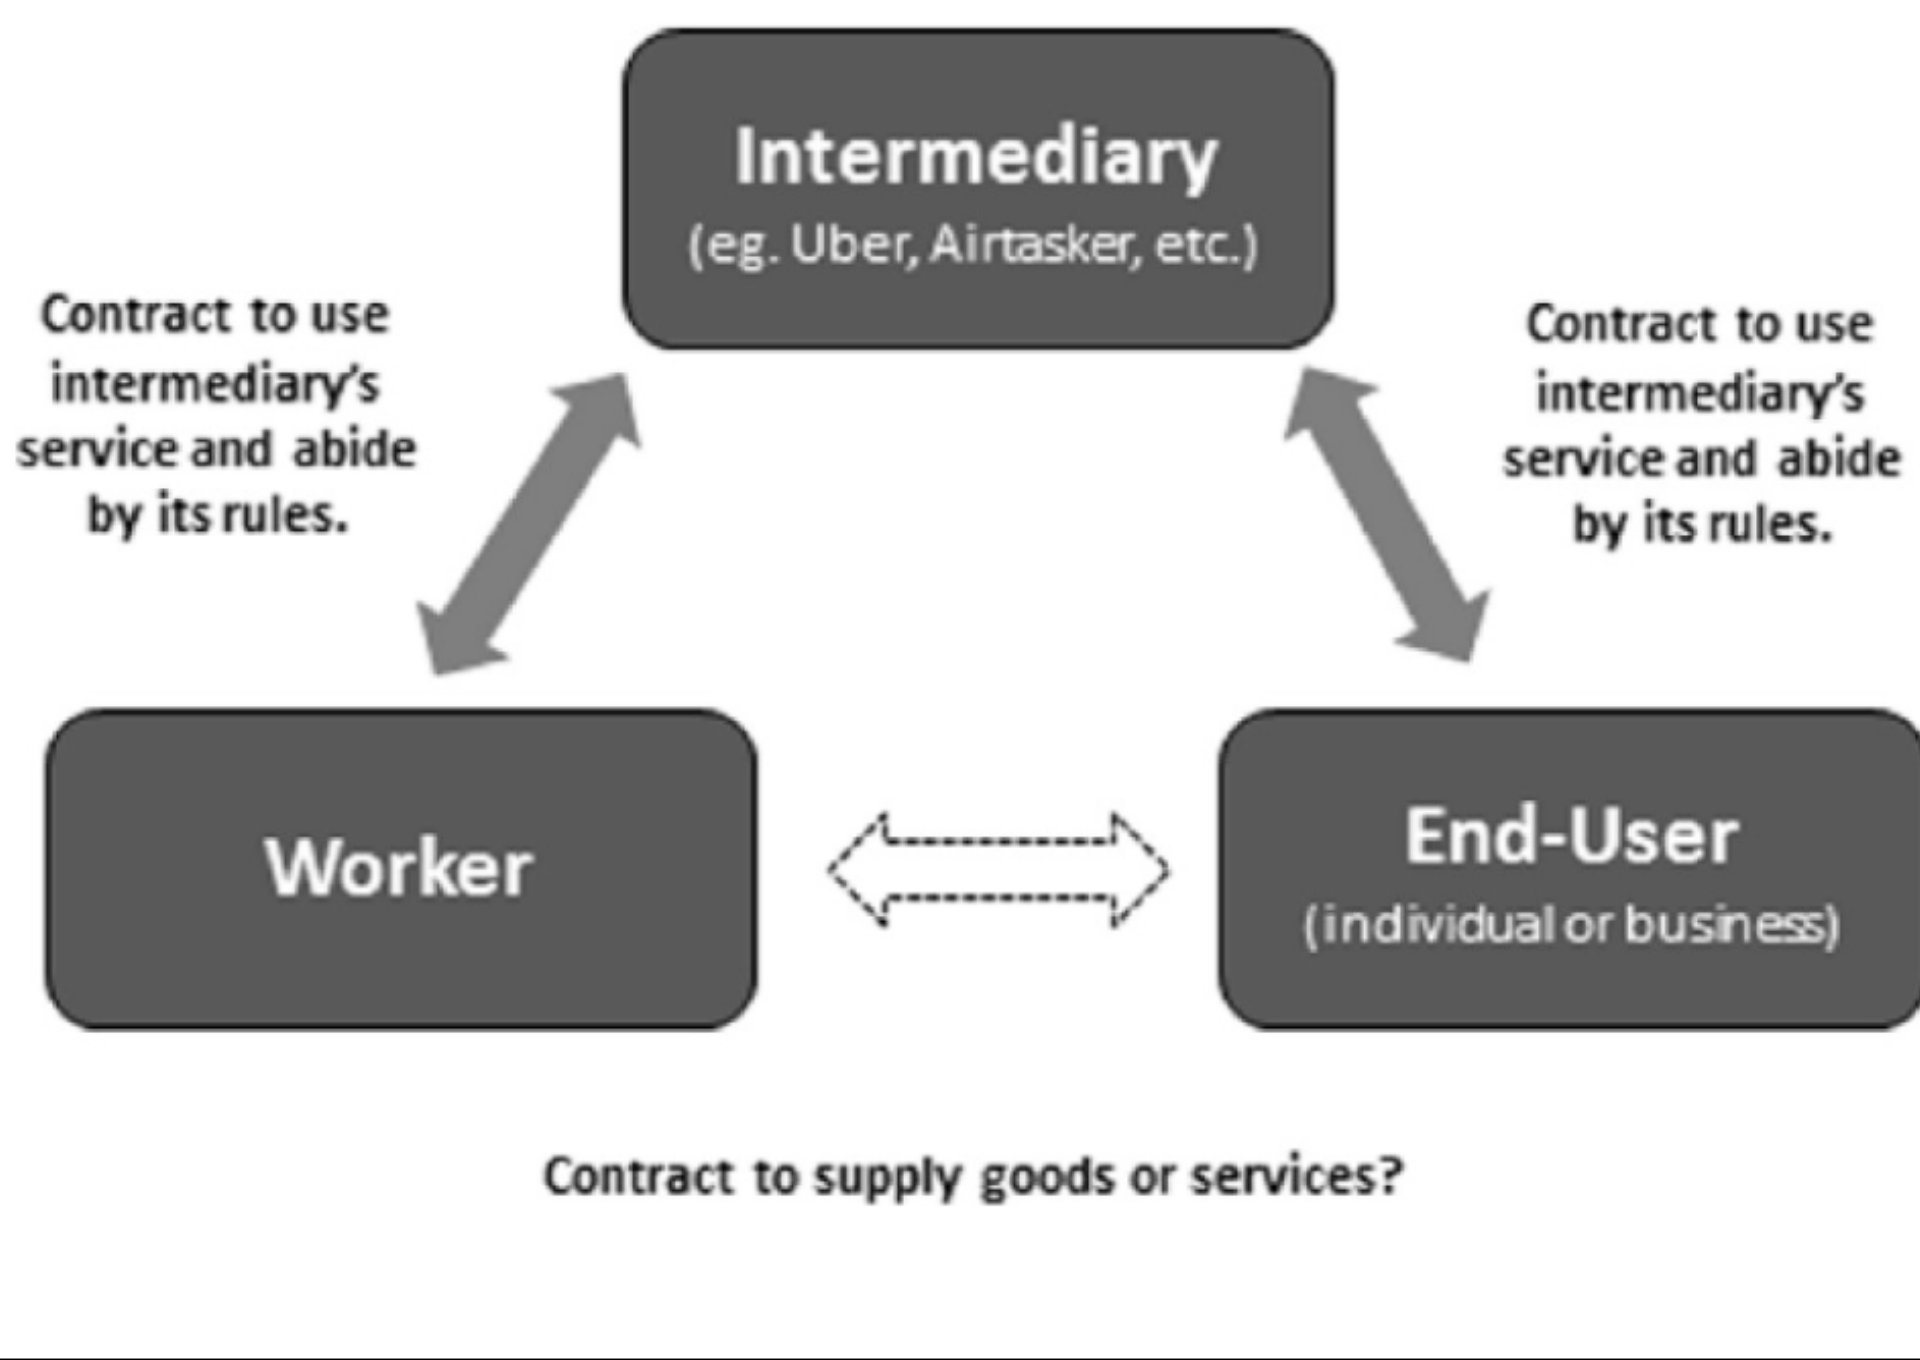 Intermediary
(eg. Uber, Airtasker, etc.)
Contract to use
intermediary's
service and abide
by its rules.
Contract to use
intermediary's
service and abide
by its rules.
Worker
End-User
(individual or business)
Contract to supply goods or services?